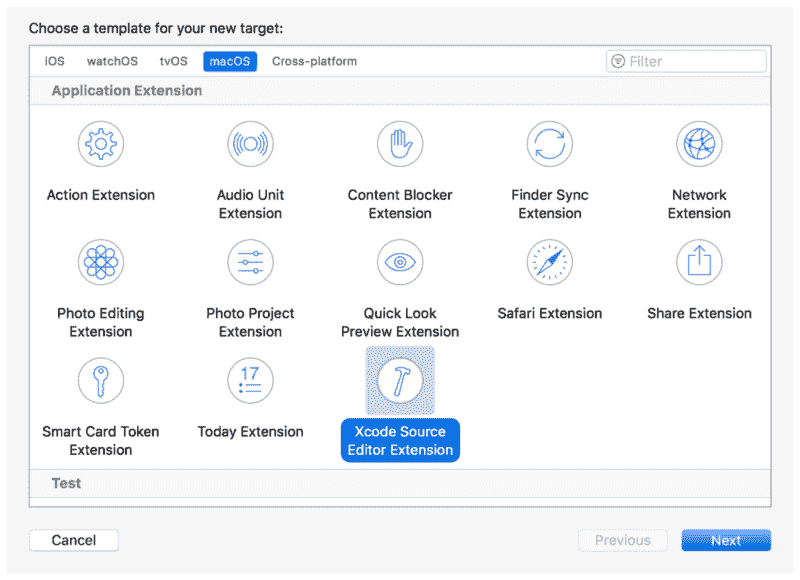 Choose a template for your new target:
iOS watchOS tvOS macOS Cross-platform Filter
Application Extension
Action Extension
Audio Unit
Extension
Content Blocker
Extension
Finder Sync
Extension
Network
Extension
Photo Editing
Extension
Photo Project
Extension
Quick Look
Preview Extension
Safari Extension
Share Extension
17
Smart Card Token
Extension
Today Extension
Xcode Source
Editor Extension
Test
Cancel Previous Next